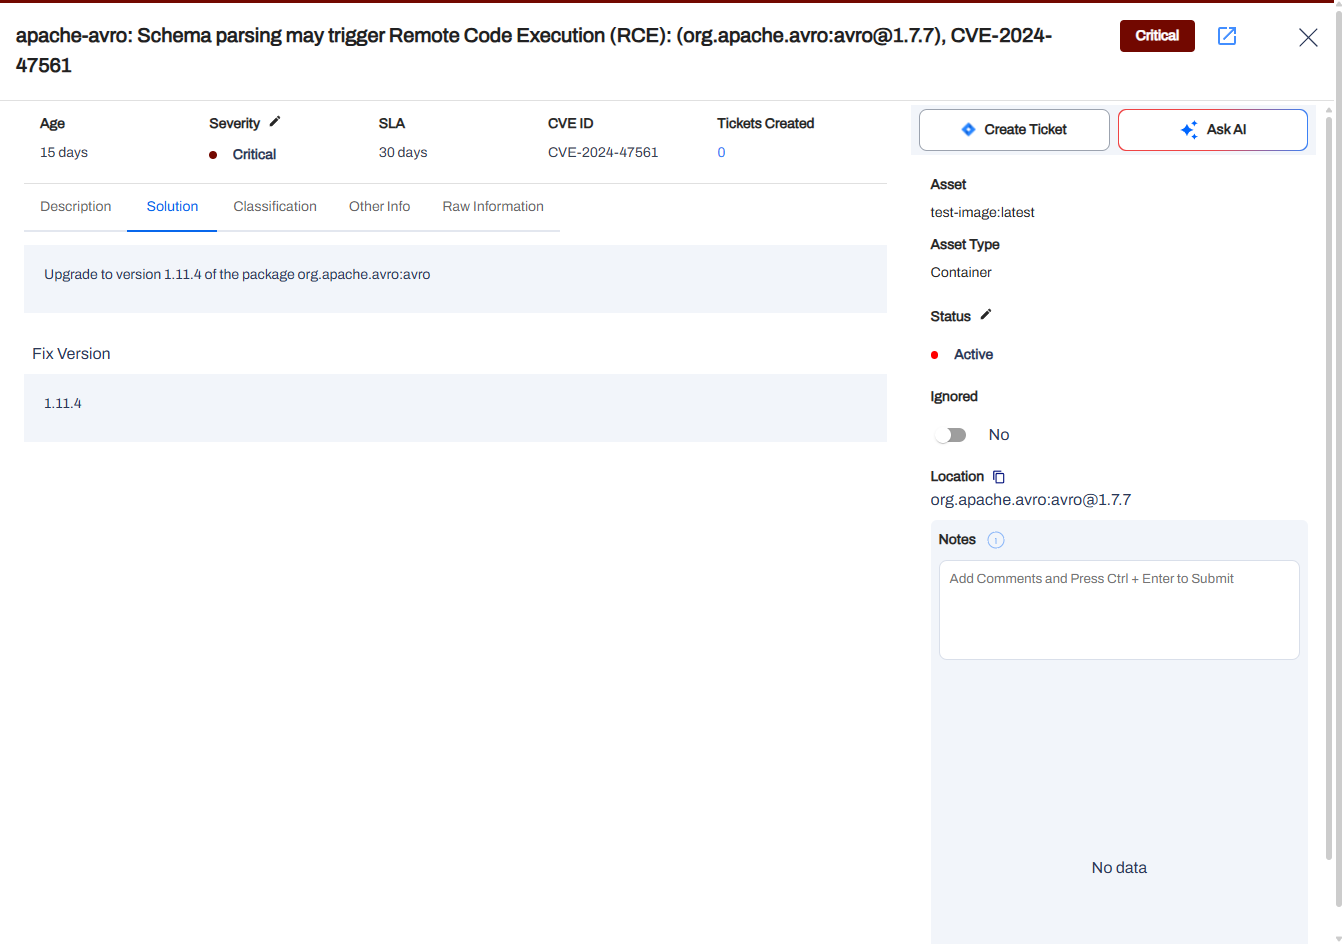 apache-avro: Schema parsing may trigger Remote Code Execution (RCE): (org.apache.avro:avro@1.7.7), CVE-2024-
47561
Critical
Age
15 days
Severity
Critical
SLA
30 days
CVE ID
CVE-2024-47561
Tickets Created
0
Description
Solution
Classification
Other Info
Raw Information
Upgrade to version 1.11.4 of the package org.apache.avro:avro
Fix Version
1.11.4
Create Ticket
Ask AI
Asset
test-image:latest
Asset Type
Container
Status
Active
Ignored
No
Location
org.apache.avro:avro@1.7.7
Notes
Add Comments and Press Ctrl + Enter to Submit
No data